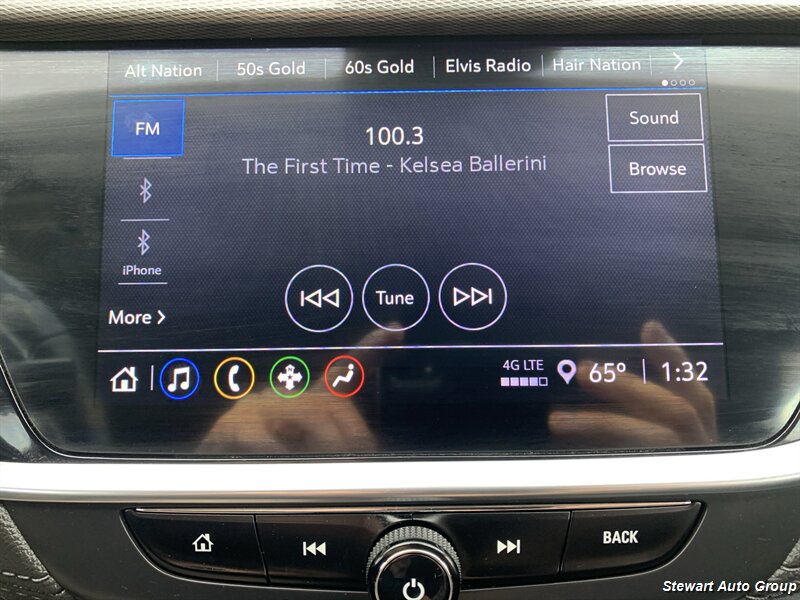 Alt Nation 50s Gold 60s Gold Elvis Radio Hair Nation
FM
100.3
The First Time - Kelsea Ballerini
Sound
Browse
iPhone
Tune
More
4G LTE
65° 1:32
BACK
Stewart Auto Group